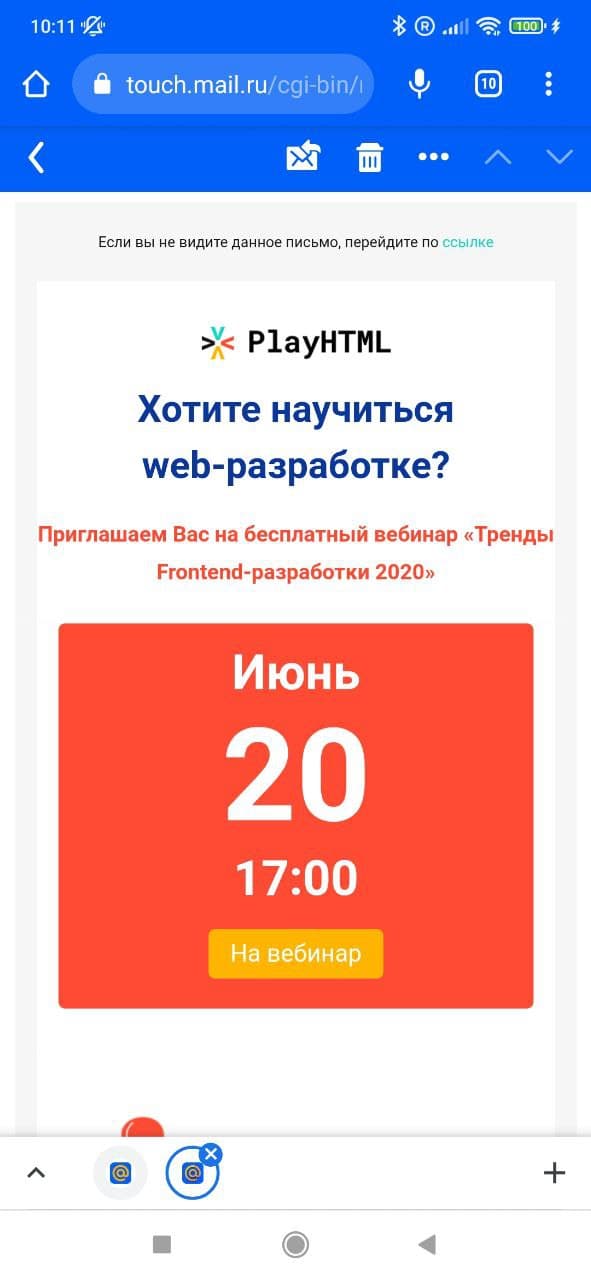 10:11
R
100
touch.mail.ru/cgi-bin/
10
Если вы не видите данное письмо, перейдите по ссылке
PlayHTML
Хотите научиться
web-разработке?
Приглашаем Вас на бесплатный вебинар «Тренды
Frontend-разработки 2020»
Июнь
20
17:00
На вебинар